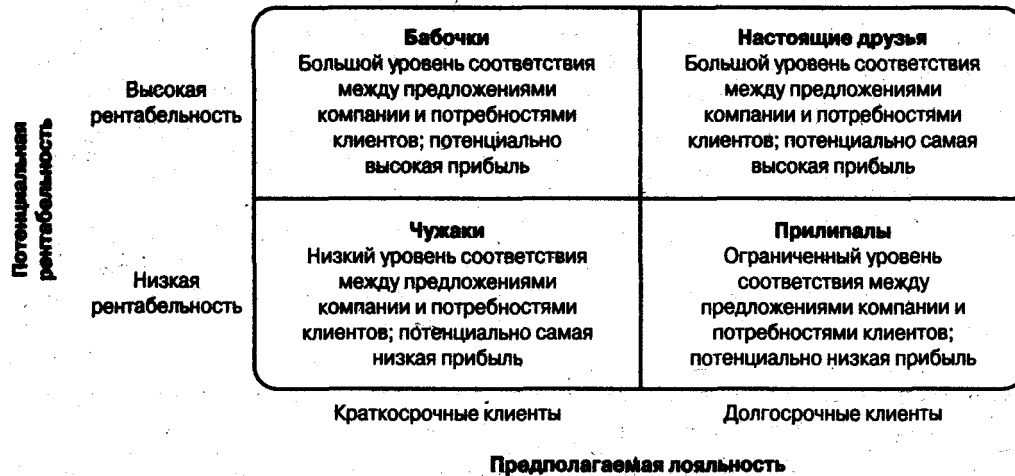 Потенциальная
рентабельность
Высокая
рентабельность
Бабочки
Большой уровень соответствия
между предложениями
компании и потребностями
клиентов; потенциально
высокая прибыль
Настоящие друзья
Большой уровень соответствия
между предложениями
компании и потребностями
клиентов; потенциально самая
высокая прибыль
Низкая
рентабельность
Чужаки
Низкий уровень соответствия
между предложениями
компании и потребностями
клиентов; потенциально самая
низкая прибыль
Прилипалы
Ограниченный уровень
соответствия между
предложениями компании и
потребностями клиентов;
потенциально низкая прибыль
Краткосрочные клиенты
Долгосрочные клиенты
Предполагаемая лояльность